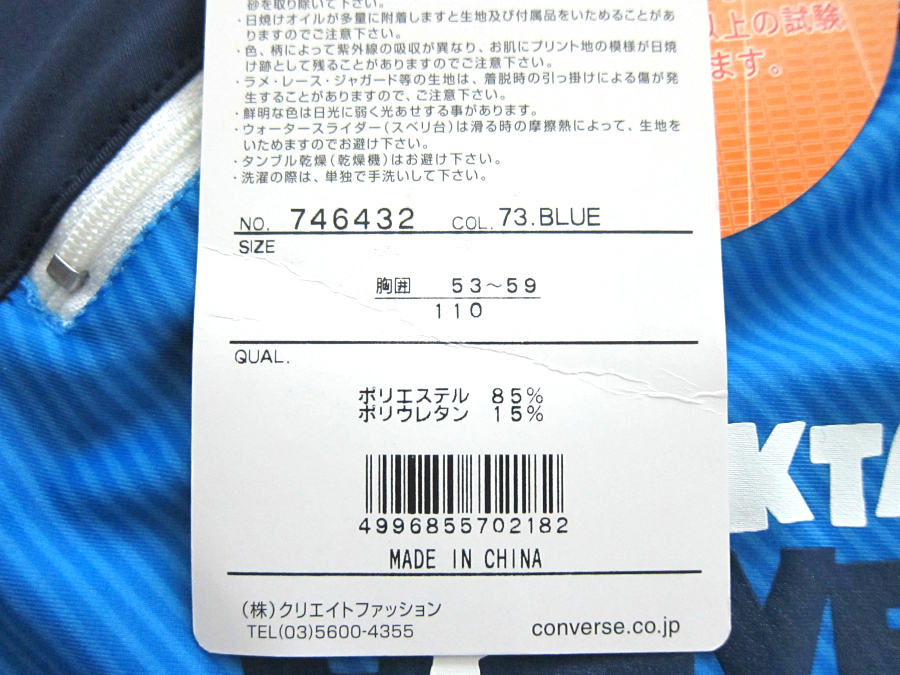 砂を取り除いて下さい。
・日焼けオイルが多量に附着しますと生地及び付属品をいためることがあ
りますのでご注意下さい。
・色、柄によって紫外線の吸収が異なり、お肌にプリント地の模様が日焼
け跡として残ることがありますのでご注意下さい。
・ラメ・レース・ジャガード等の生地は、着脱時の引っ掛けによる傷が発
生することがありますので、ご注意下さい。
・鮮明な色は日光に弱く光あせする事があります。
・ウォータースライダー(スベリ台)は滑る時の摩擦熱によって、生地を
いためますのでお避け下さい。
・タンブル乾燥(乾燥機)はお避け下さい。
・洗濯の際は、単独で手洗いして下さい。
NO. 746432 COL. 73.BLUE
SIZE
胸囲 53～59
110
QUAL.
ポリエステル 85%
ポリウレタン 15%
4996855702182
MADE IN CHINA
(株)クリエイトファッション
TEL(03)5600-4355
converse.co.jp
以上の試験
ます。
KTA